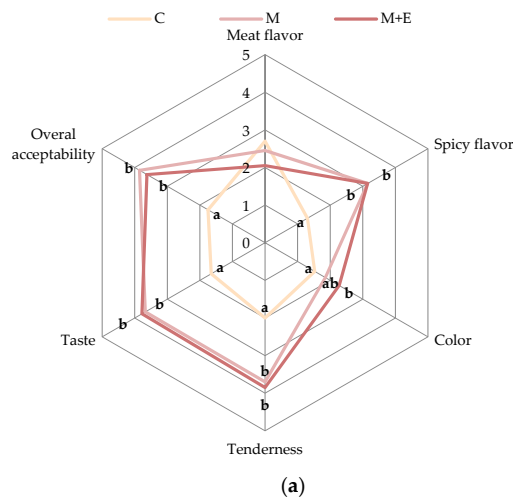 C M M+E
Meat flavor
5
4
3
2
1
0
Overal
acceptability
Spicy flavor
b
b
b
b
a
a
a
a
ab
b
b
b
a
b
b
Taste
Color
Tenderness
(a)